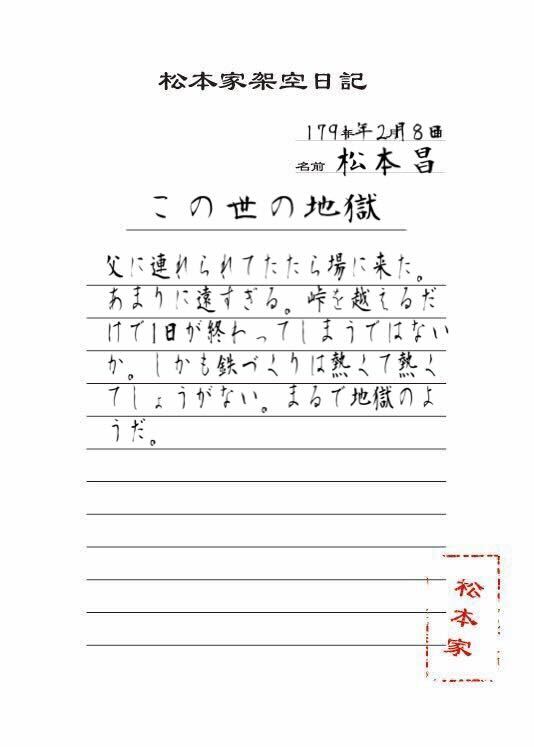 松本家架空日記
179年年2月8日
名前 松本昌
この世の地獄
父に連れられてたたら場に来た。
あまりに遠すぎる。峠を越えるだ
けで1日が終わってしまうではない
か。しかも鉄づくりは熱くて熱く
てしょうがない。まるで地獄のよ
うだ。
松本家